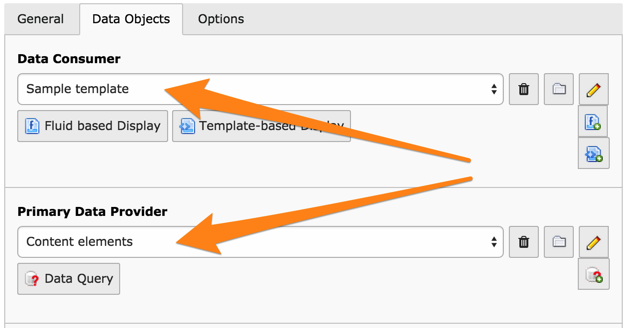 General Data Objects Options
Data Consumer
Sample template
Fluid based Display Template-based Display
Primary Data Provider
Content elements
Data Query